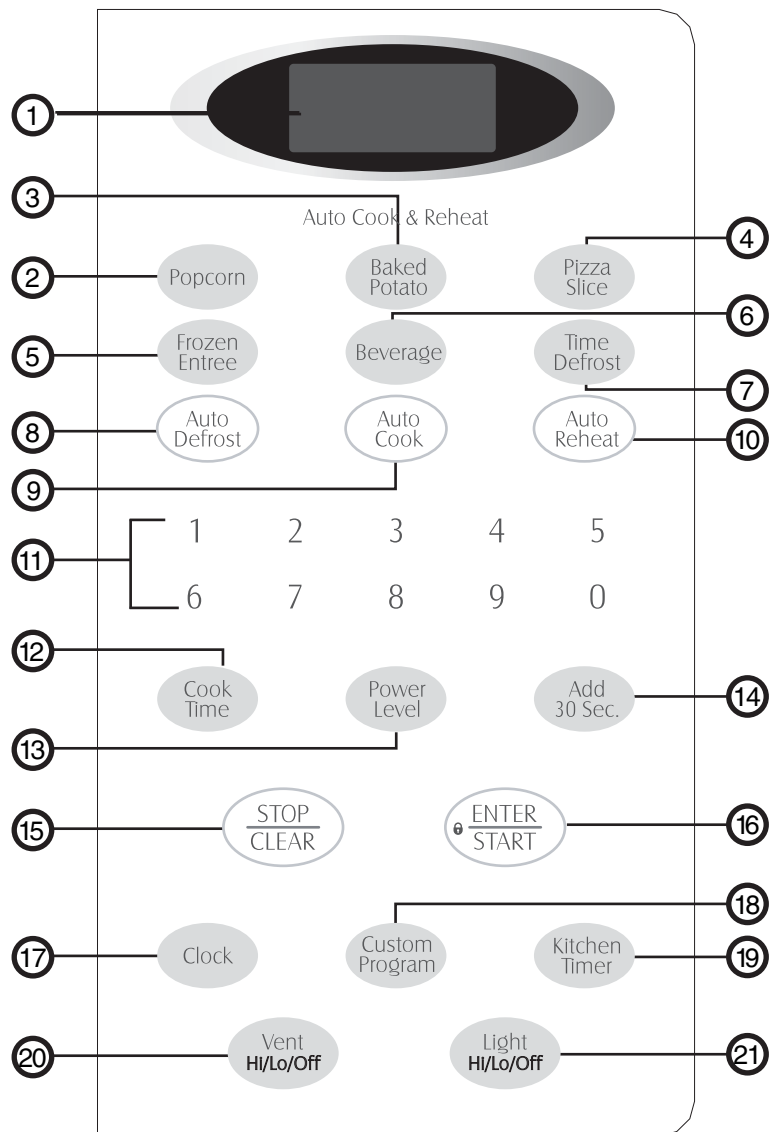 1
3
Auto Cook & Reheat
4
2
Popcorn
Baked
Potato
Pizza
Slice
6
5
Frozen
Entree
Beverage
Time
Defrost
7
8
Auto
Defrost
Auto
Cook
Auto
Reheat
10
9
11
1 2 3 4 5
6 7 8 9 0
12
Cook
Time
Power
Level
Add
30 Sec.
14
13
15
STOP
CLEAR
ENTER
START
16
18
17
Clock
Custom
Program
Kitchen
Timer
19
20
Vent
Hi/Lo/Off
Light
Hi/Lo/Off
21